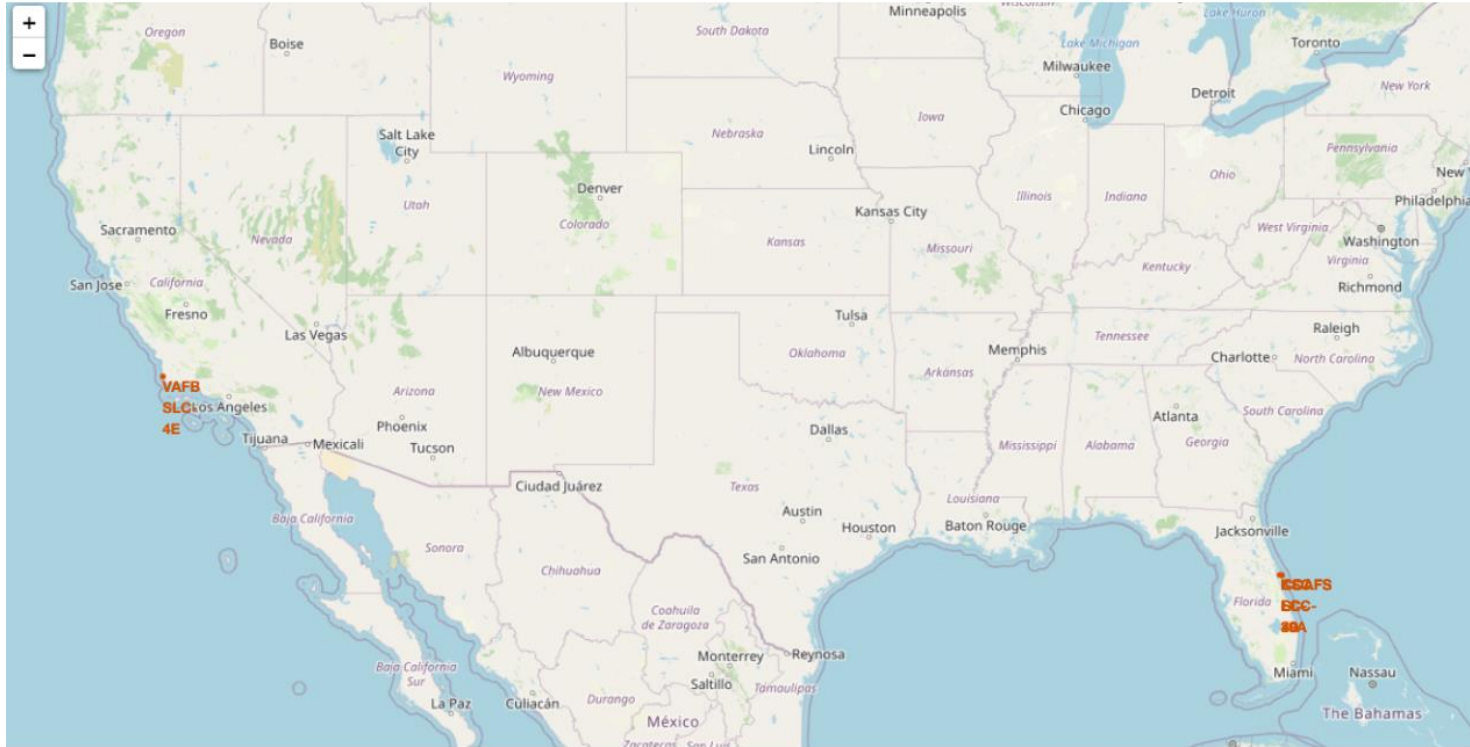 +
−
Oregon
Boise
South Dakota
Minneapolis
Wisconsin
Lake Michigan
Lake Huron
Toronto
Wyoming
Milwaukee
Detroit
New York
Chicago
Iowa
Salt Lake
City
Nebraska
Lincoln
Pennsylvania
Ohio
Illinois
Indiana
Denver
Philadelphia
Utah
Colorado
Kansas City
Sacramento
Nevada
Kansas
Missouri
West Virginia
Washington
Virginia
Kentucky
San Jose
California
Richmond
Fresno
Las Vegas
Tulsa
Raleigh
Tennessee
Albuquerque
Oklahoma
Memphis
Charlotte
North Carolina
VAFB
SLC-
4E
Los Angeles
Arizona
New Mexico
Arkansas
Phoenix
Atlanta
South Carolina
Tijuana
Mexicali
Tucson
Dallas
Mississippi
Alabama
Georgia
Ciudad Juárez
Texas
Louisiana
Baja California
Austin
Houston
Baton Rouge
Jacksonville
Sonora
San Antonio
Chihuahua
Florida
Coahuila
de Zaragoza
Monterrey
Reynosa
Baja California
Sur
Saltillo
Tamaulipas
Miami
Nassau
La Paz
Culiacán
Durango
México
The Bahamas
Zacatecas
San Luis